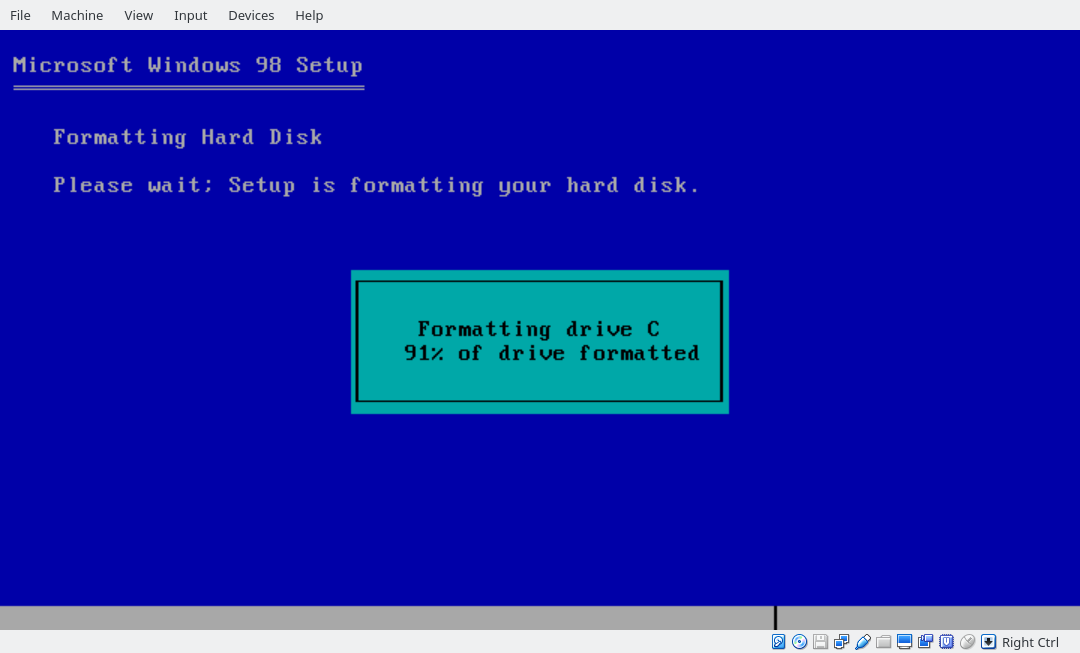 File Machine View Input Devices Help
Microsoft Windows 98 Setup
Formatting Hard Disk
Please wait; Setup is formatting your hard disk.
Formatting drive C
91% of drive formatted
Right Ctrl